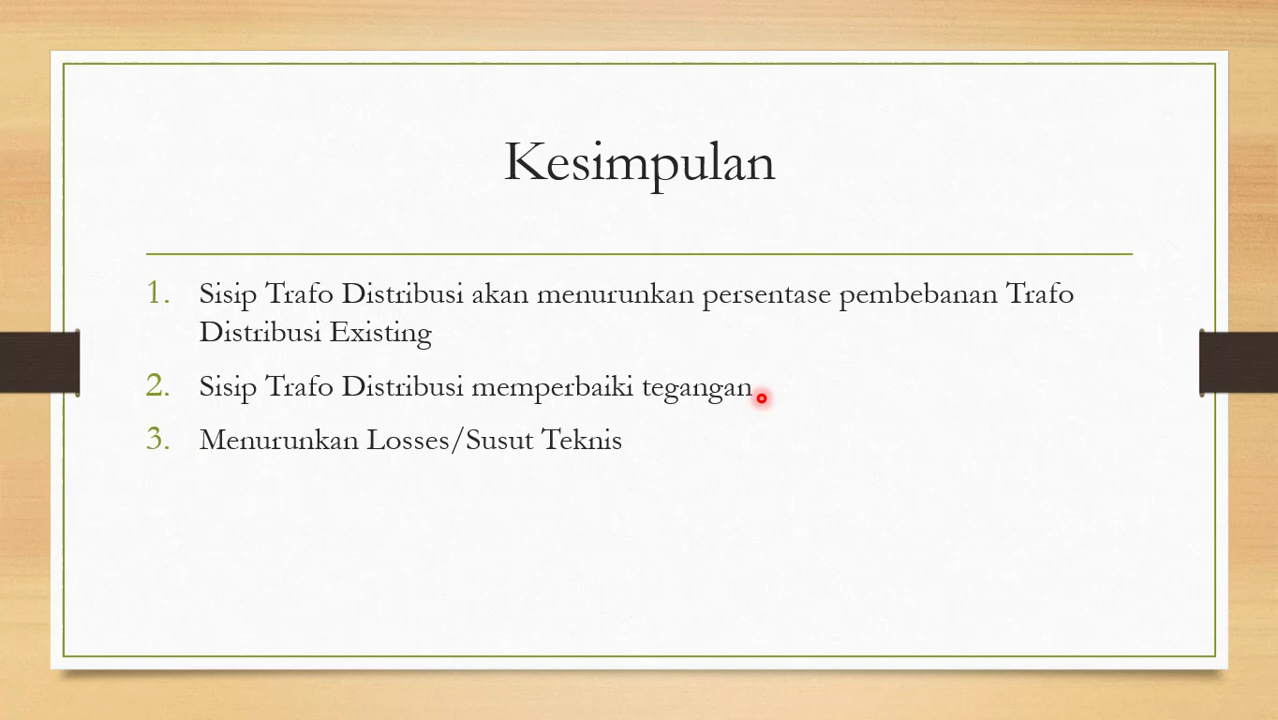 Kesimpulan
1. Sisip Trafo Distribusi akan menurunkan persentase pembebanan Trafo
Distribusi Existing
2. Sisip Trafo Distribusi memperbaiki tegangan
3. Menurunkan Losses/Susut Teknis